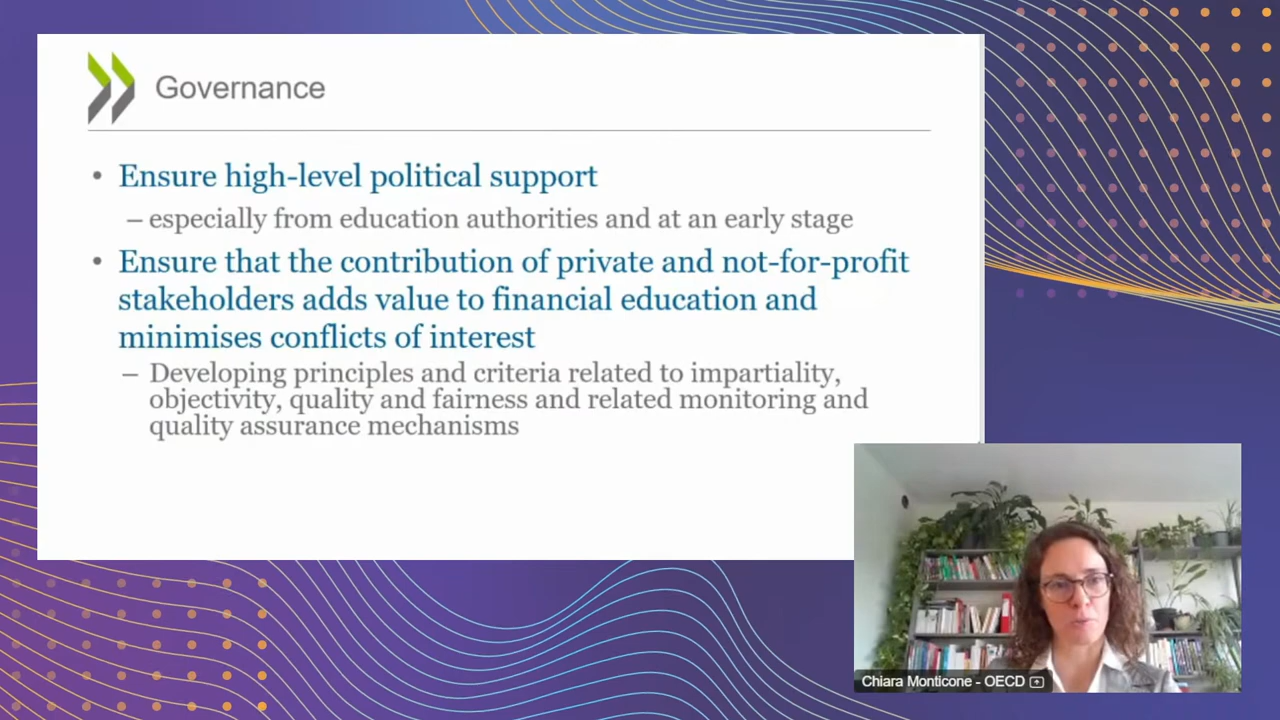 Governance
• Ensure high-level political support
– especially from education authorities and at an early stage
• Ensure that the contribution of private and not-for-profit
stakeholders adds value to financial education and
minimises conflicts of interest
– Developing principles and criteria related to impartiality,
objectivity, quality and fairness and related monitoring and
quality assurance mechanisms
Chiara Monticone - OECD